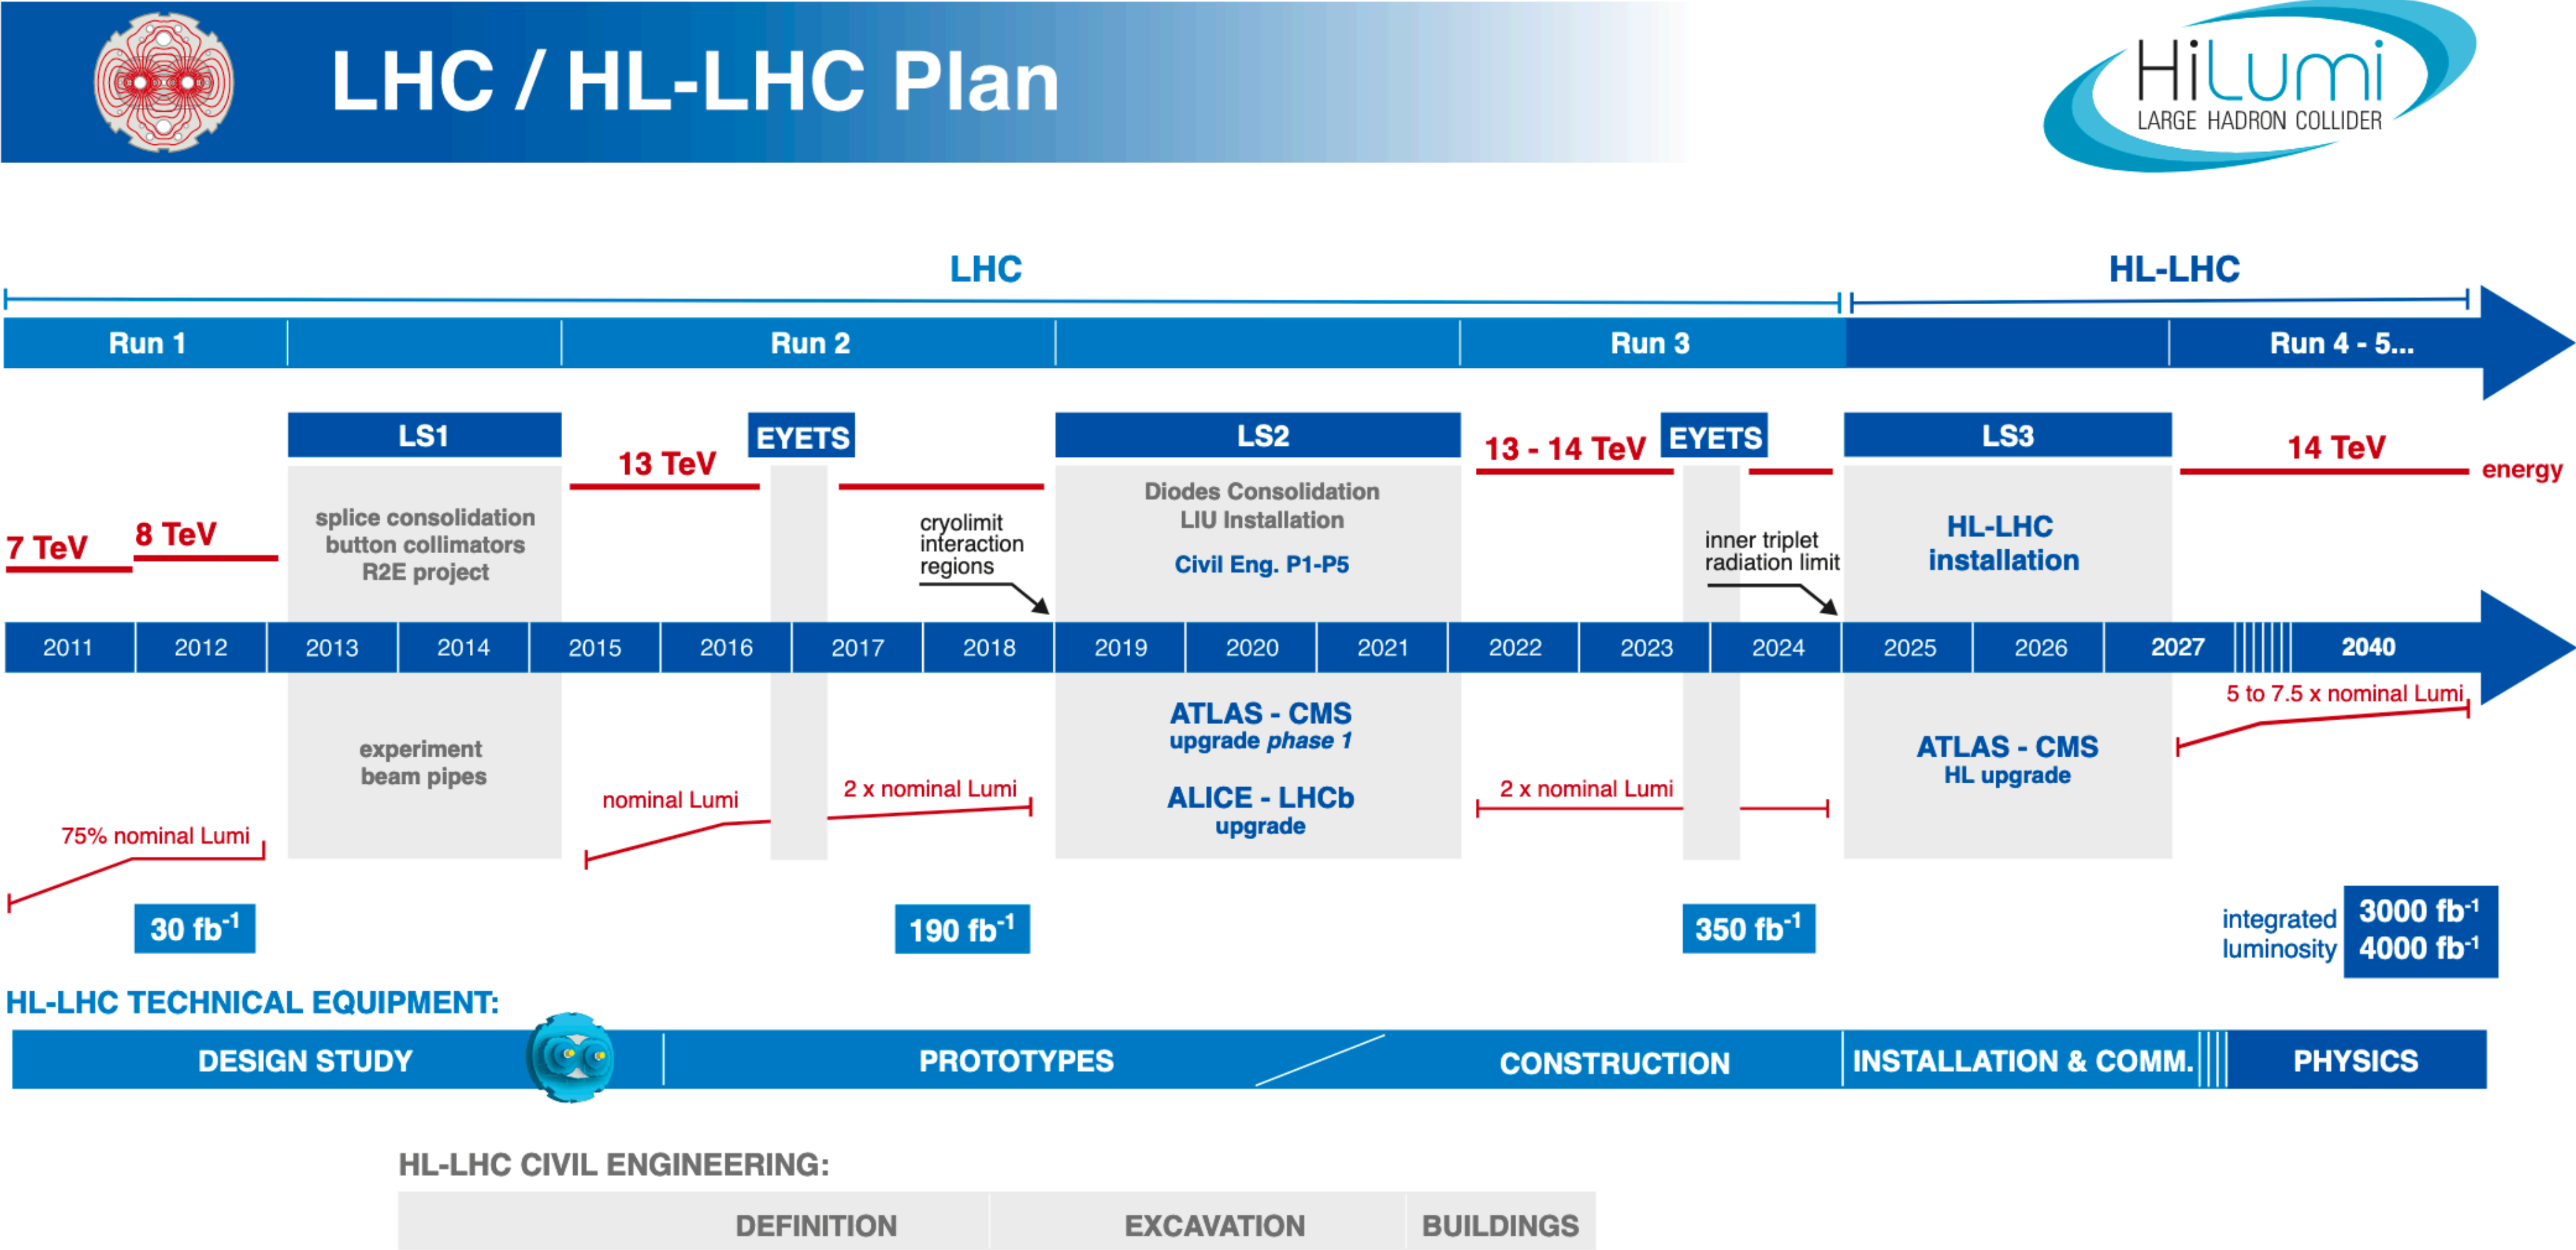 LHC / HL-LHC Plan
HiLumi
LARGE HADRON COLLIDER
LHC
HL-LHC
Run 1
Run 2
Run 3
Run 4 - 5...
LS1
EYETS
LS2
EYETS
LS3
7 TeV
8 TeV
13 TeV
13 - 14 TeV
14 TeV
energy
splice consolidation
button collimators
R2E project
cryolimit
interaction
regions
Diodes Consolidation
LIU Installation
Civil Eng. P1-P5
inner triplet
radiation limit
HL-LHC
installation
2011
2012
2013
2014
2015
2016
2017
2018
2019
2020
2021
2022
2023
2024
2025
2026
2027
2040
75% nominal Lumi
experiment
beam pipes
nominal Lumi
2 x nominal Lumi
ATLAS - CMS
upgrade phase 1
ALICE - LHCb
upgrade
2 x nominal Lumi
ATLAS - CMS
HL upgrade
5 to 7.5 x nominal Lumi
30 fb⁻¹
190 fb⁻¹
350 fb⁻¹
integrated
luminosity
3000 fb⁻¹
4000 fb⁻¹
HL-LHC TECHNICAL EQUIPMENT:
DESIGN STUDY
PROTOTYPES
CONSTRUCTION
INSTALLATION & COMM.
PHYSICS
HL-LHC CIVIL ENGINEERING:
DEFINITION
EXCAVATION
BUILDINGS